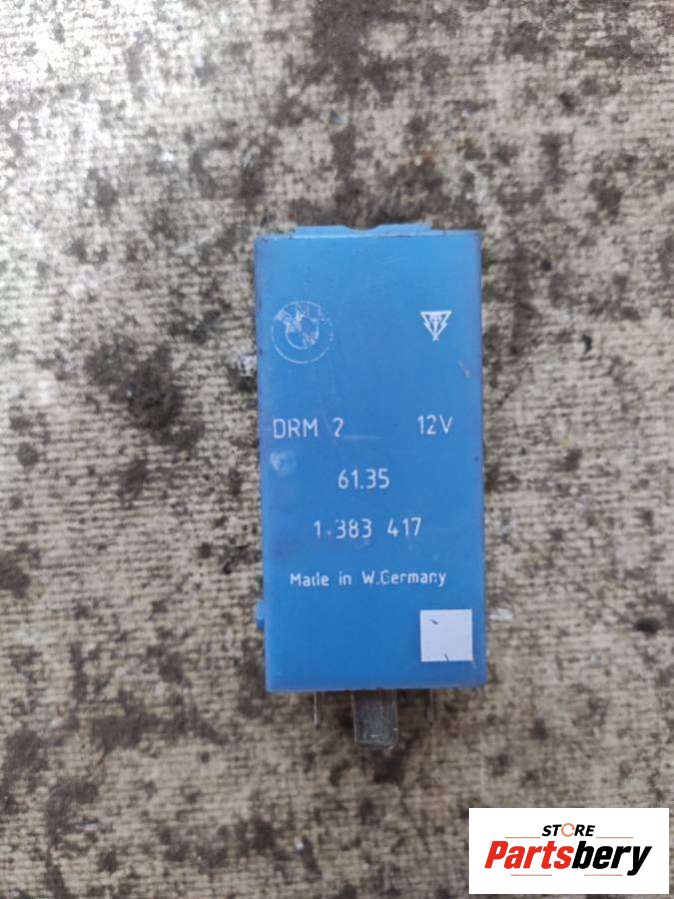 DRM 2 12V
61.35
1.383 417
Made in W.Germany
STORE
Partsbery